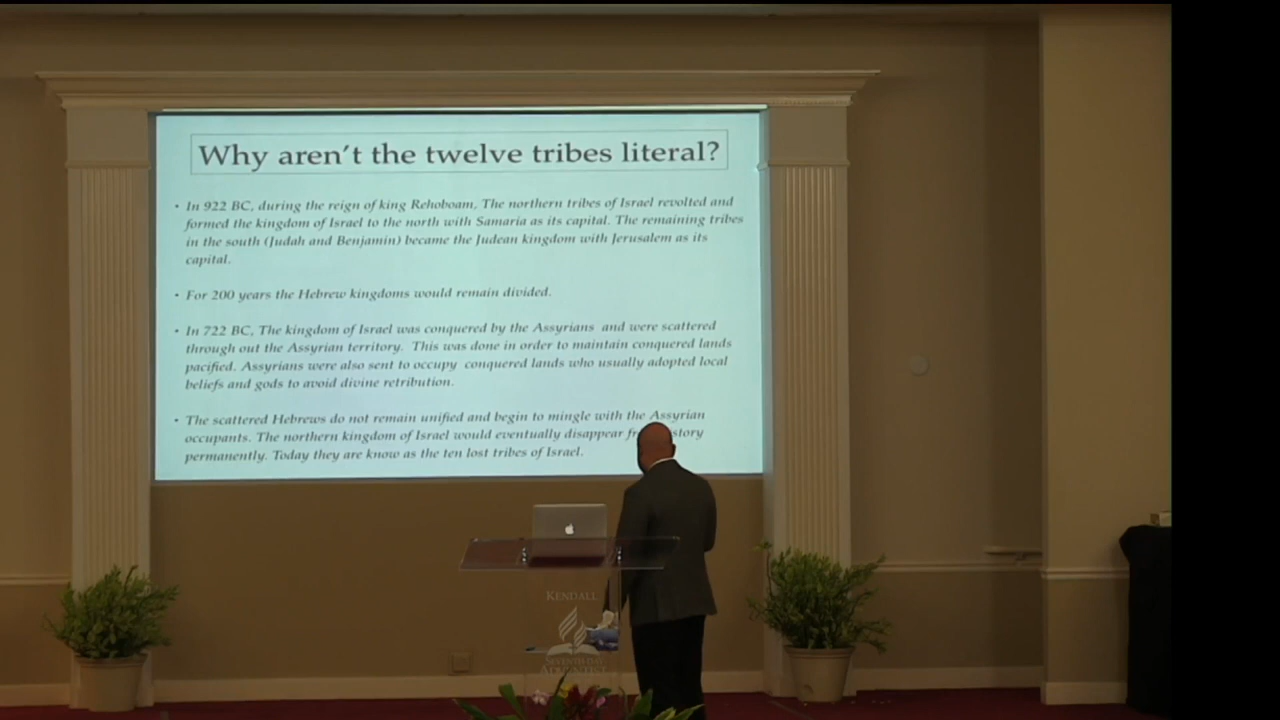 Why aren't the twelve tribes literal?
• In 922 BC, during the reign of king Rehoboam, The northern tribes of Israel revolted and
formed the kingdom of Israel to the north with Samaria as its capital. The remaining tribes
in the south (Judah and Benjamin) became the Judean kingdom with Jerusalem as its
capital.
• For 200 years the Hebrew kingdoms would remain divided.
• In 722 BC, The kingdom of Israel was conquered by the Assyrians and were scattered
through out the Assyrian territory. This was done in order to maintain conquered lands
pacified. Assyrians were also sent to occupy conquered lands who usually adopted local
beliefs and gods to avoid divine retribution.
• The scattered Hebrews do not remain unified and begin to mingle with the Assyrian
occupants. The northern kingdom of Israel would eventually disappear
permanently. Today they are know as the ten lost tribes of Israel.
KENDALL
SEVENTH-DAY
ADVENTIST